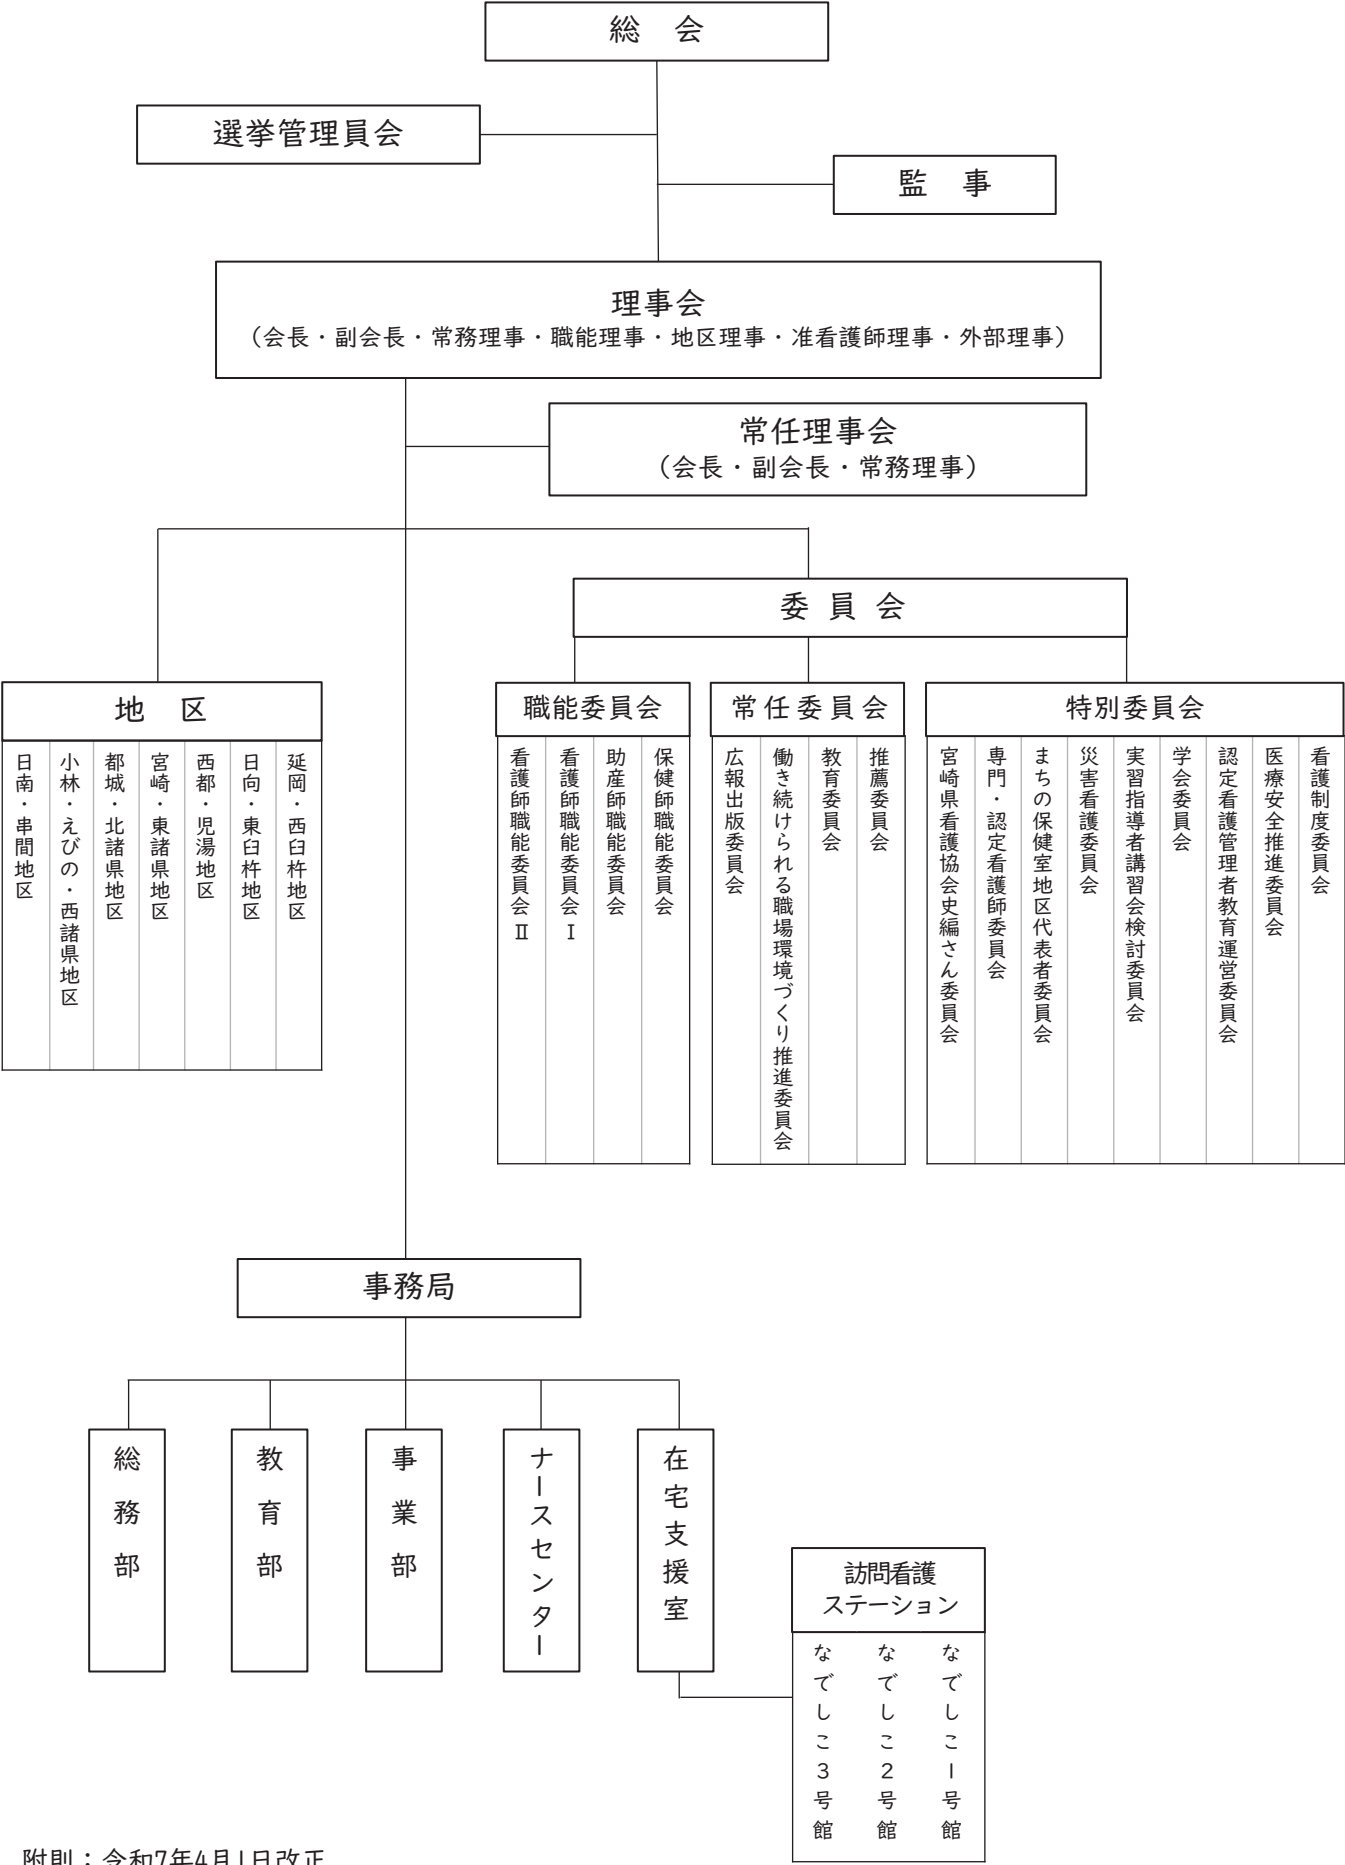 総　会
選挙管理員会
監　事
理事会
（会長・副会長・常務理事・職能理事・地区理事・准看護師理事・外部理事）
常任理事会
（会長・副会長・常務理事）
委 員 会
地　区
延岡・西臼杵地区
日向・東臼杵地区
西都・児湯地区
宮崎・東諸県地区
都城・北諸県地区
小林・えびの・西諸県地区
日南・串間地区
職能委員会
保健師職能委員会
助産師職能委員会
看護師職能委員会Ⅰ
看護師職能委員会Ⅱ
常任委員会
推薦委員会
教育委員会
働き続けられる職場環境づくり推進委員会
広報出版委員会
特別委員会
看護制度委員会
医療安全推進委員会
認定看護管理者教育運営委員会
学会委員会
実習指導者講習会検討委員会
災害看護委員会
まちの保健室地区代表者委員会
専門・認定看護師委員会
宮崎県看護協会史編さん委員会
事務局
総務部
教育部
事業部
ナースセンター
在宅支援室
訪問看護
ステーション
なでしこ1号館
なでしこ2号館
なでしこ3号館
附則：令和7年4月1日改正